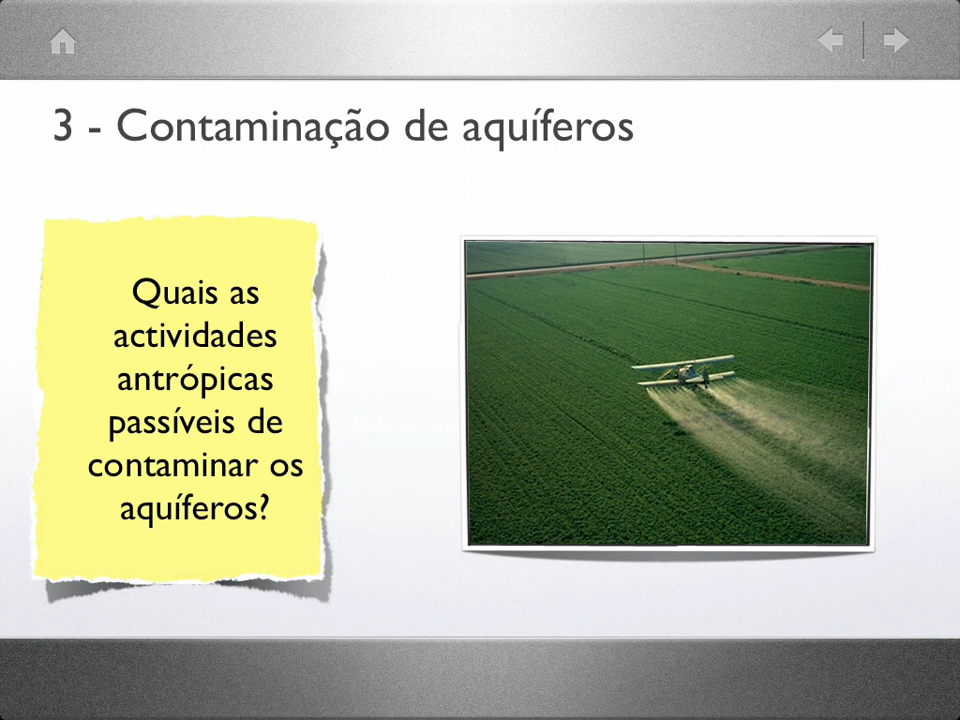 3 - Contaminação de aquíferos
Quais as
actividades
antrópicas
passíveis de
contaminar os
aquíferos?